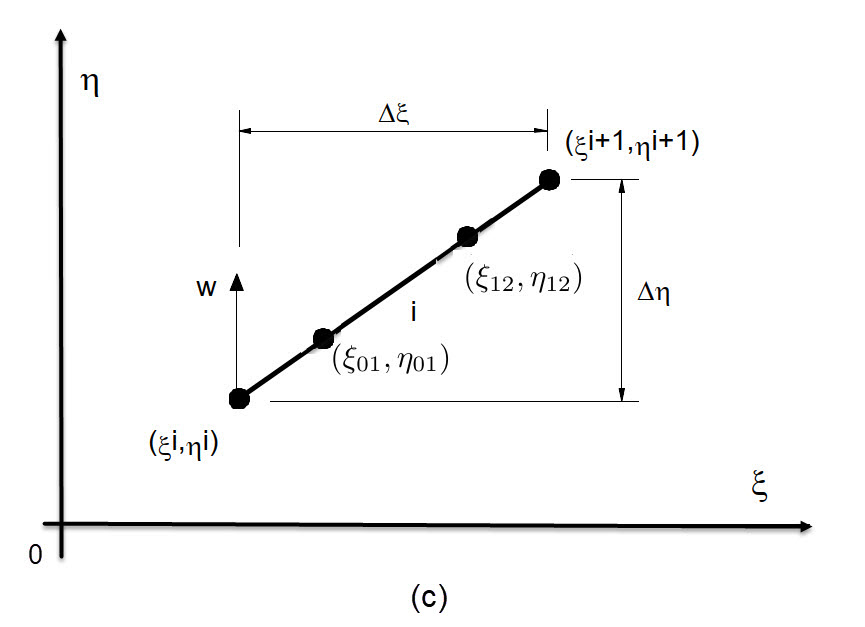 η
Δξ
(ξi+1,ηi+1)
w
(ξ12, η12)
Δη
i
(ξ01, η01)
(ξi,ηi)
ξ
0
(c)